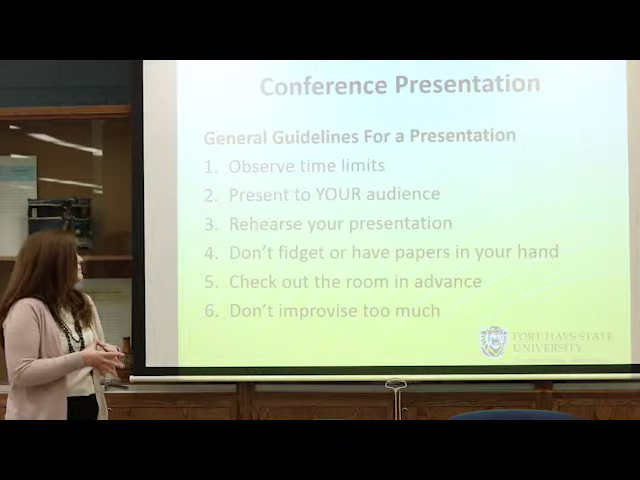 Conference Presentation
General Guidelines For a Presentation
1. Observe time limits
2. Present to YOUR audience
3. Rehearse your presentation
4. Don't fidget or have papers in your hand
5. Check out the room in advance
6. Don't improvise too much
FORT HAYS STATE
UNIVERSITY